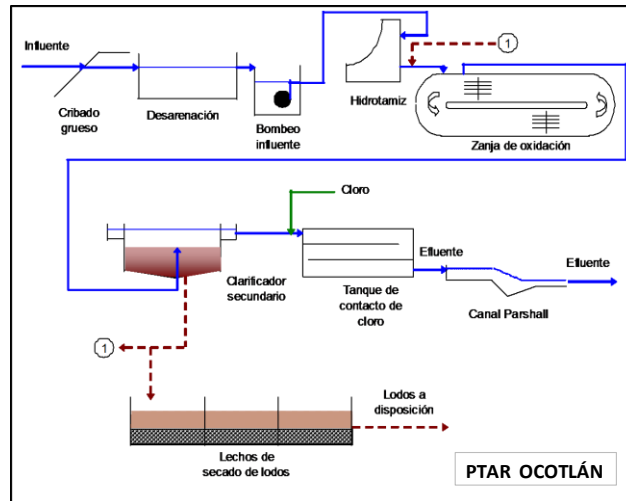 Influente
Cribado
grueso
Desarenación
Bombeo
influente
Hidrotamiz
1
Zanja de oxidación
Cloro
Clarificador
secundario
Tanque de
contacto de
cloro
Efluente
Canal Parshall
Efluente
1
Lechos de
secado de lodos
Lodos a
disposición
PTAR OCOTLÁN